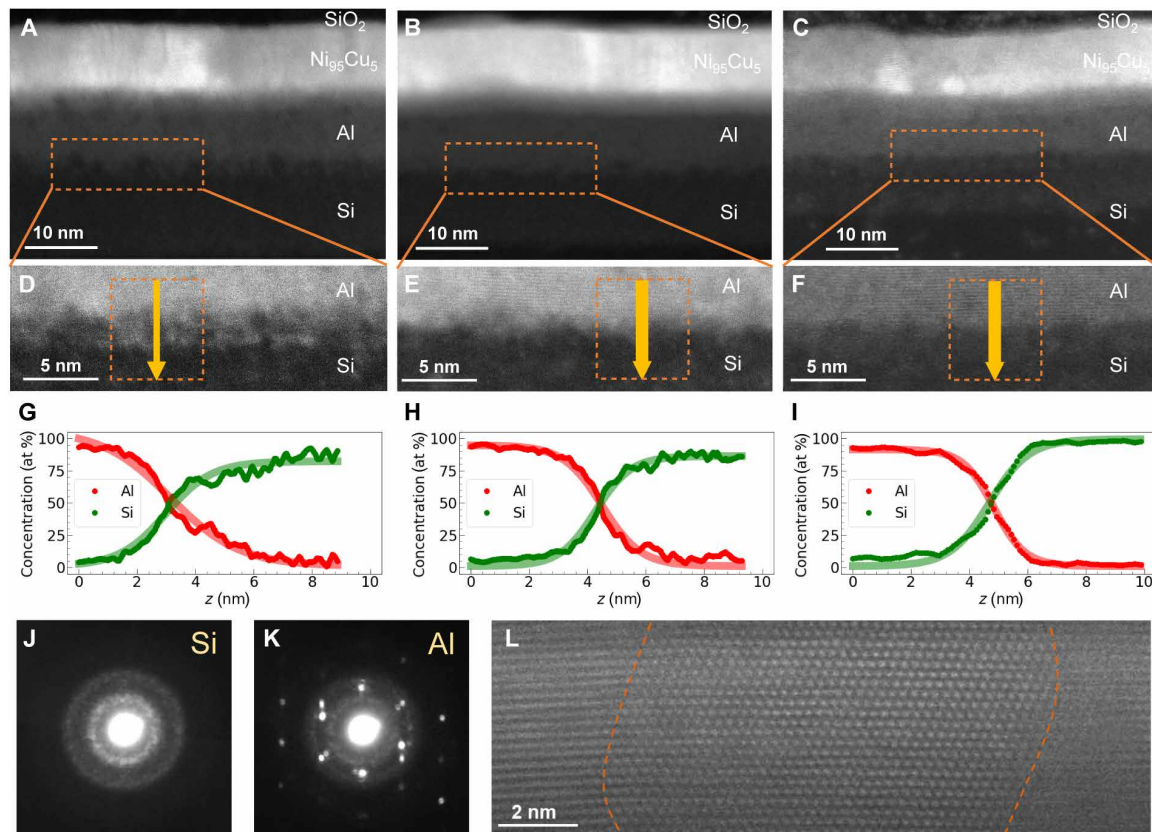 A
SiO₂
Ni₉₅Cu₅
Al
Si
10 nm
B
SiO₂
Ni₉₅Cu₅
Al
Si
10 nm
C
SiO₂
Ni₉₅Cu₅
Al
Si
10 nm
D
Al
Si
5 nm
E
Al
Si
5 nm
F
Al
Si
5 nm
G
Concentration (at %)
100
75
50
25
0
Al
Si
0 2 4 6 8 10
z (nm)
H
Concentration (at %)
100
75
50
25
0
Al
Si
0 2 4 6 8 10
z (nm)
I
Concentration (at %)
100
75
50
25
0
Al
Si
0 2 4 6 8 10
z (nm)
J
Si
K
Al
L
2 nm